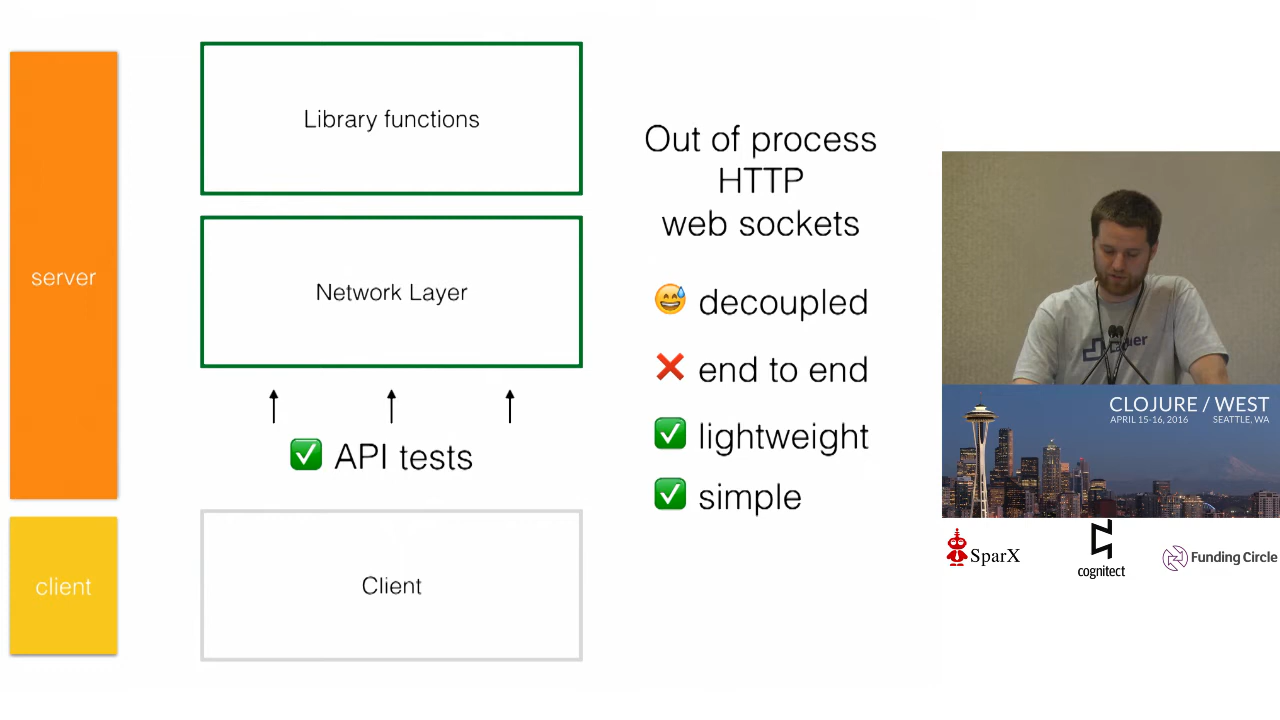 server
client
Library functions
Network Layer
✅ API tests
Client
Out of process
HTTP
web sockets
😅 decoupled
❌ end to end
✅ lightweight
✅ simple
CLOJURE / WEST
APRIL 15-16, 2016 SEATTLE, WA
SparX
cognitect
Funding Circle